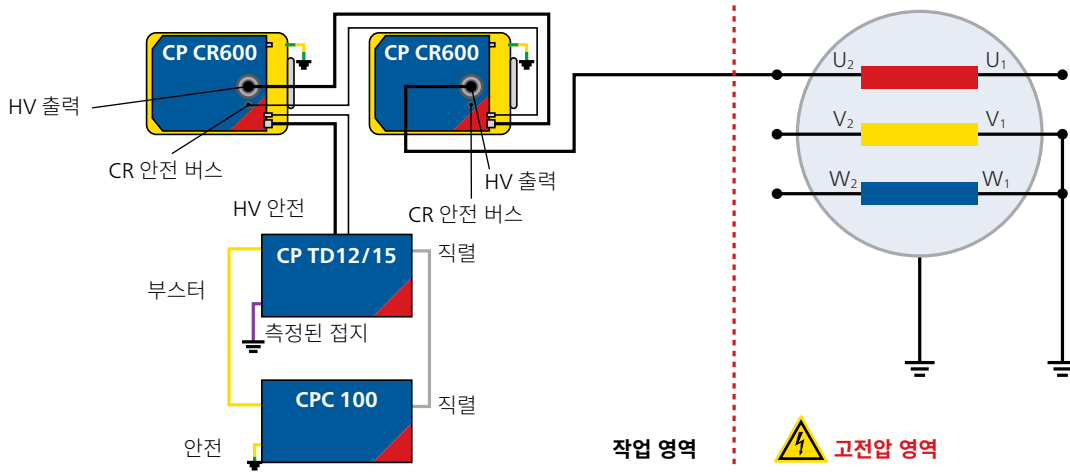 CP CR600
CP CR600
HV 출력
CR 안전 버스
HV 출력
CR 안전 버스
HV 안전
CP TD12/15
직렬
부스터
측정된 접지
CPC 100
직렬
안전
작업 영역
고전압 영역
U2
U1
V2
V1
W2
W1